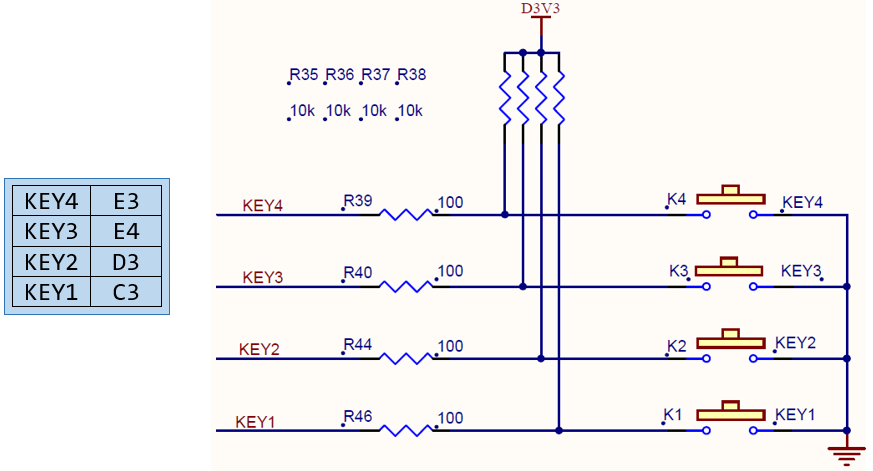 D3V3
R35 R36 R37 R38
10k 10k 10k 10k
KEY4 E3
KEY3 E4
KEY2 D3
KEY1 C3
KEY4 R39 100 K4 KEY4
KEY3 R40 100 K3 KEY3
KEY2 R44 100 K2 KEY2
KEY1 R46 100 K1 KEY1